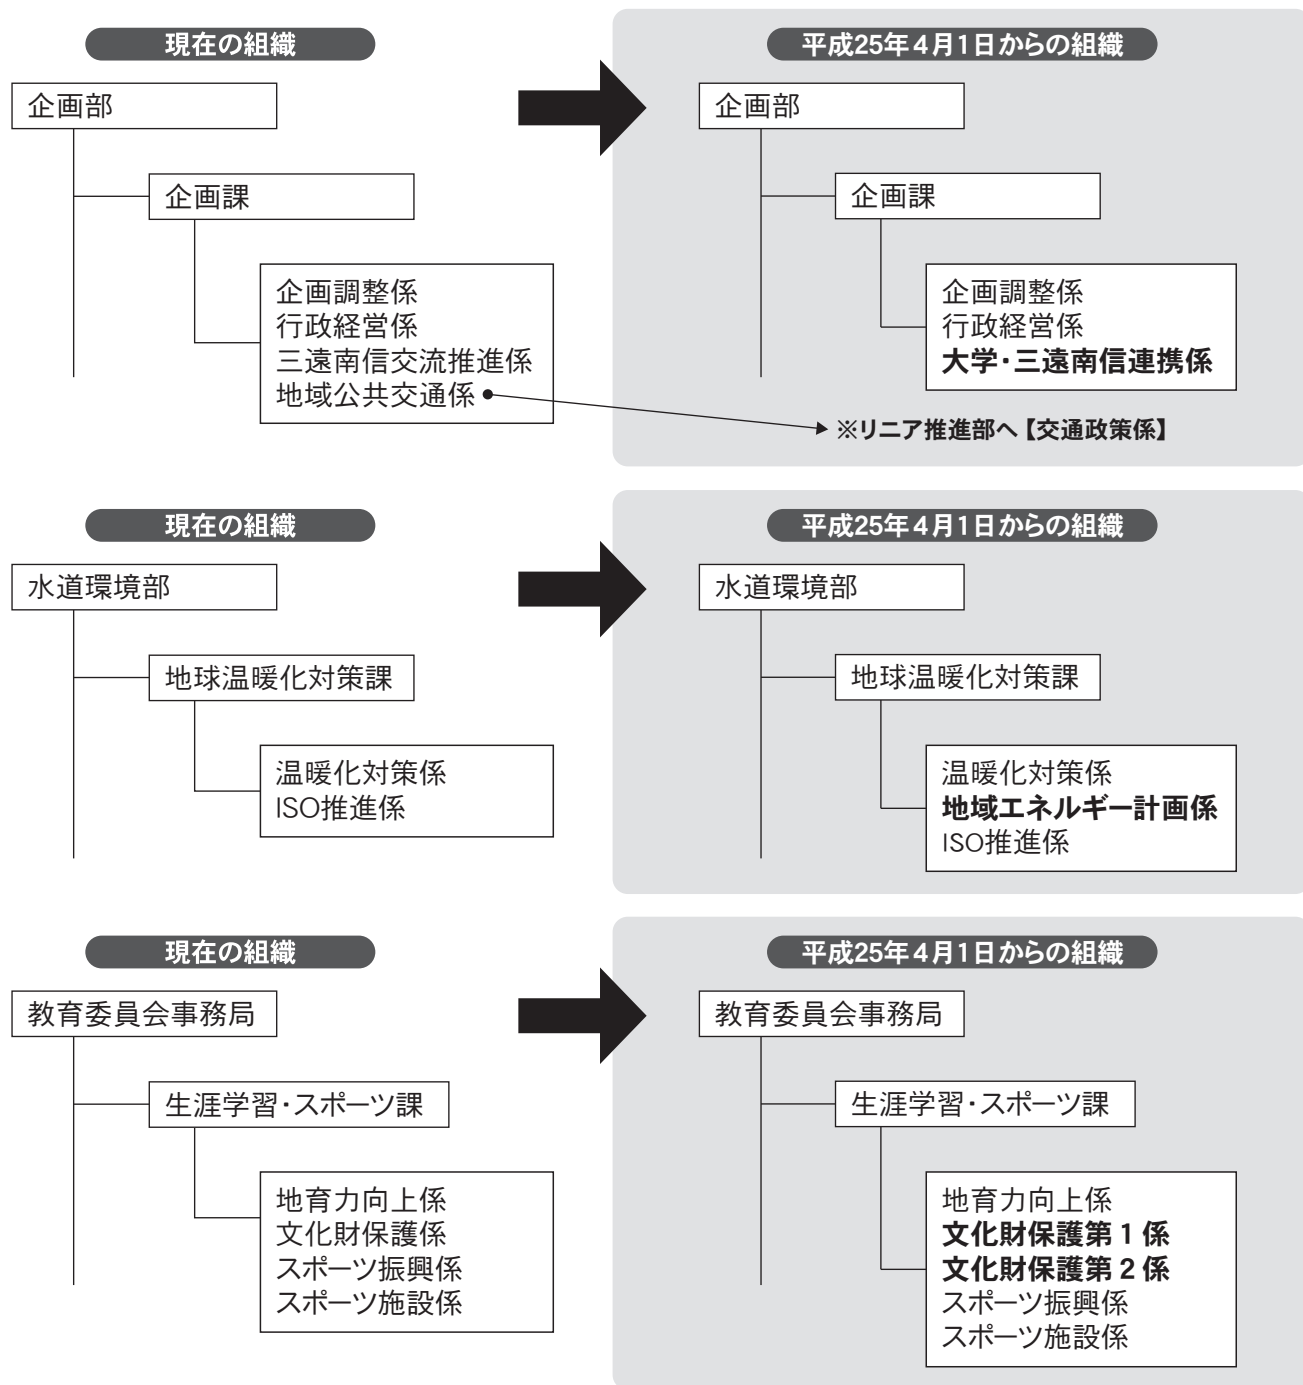 現在の組織
企画部
企画課
企画調整係
行政経営係
三遠南信交流推進係
地域公共交通係
平成25年4月1日からの組織
企画部
企画課
企画調整係
行政経営係
大学・三遠南信連携係
※リニア推進部へ【交通政策係】
現在の組織
水道環境部
地球温暖化対策課
温暖化対策係
ISO推進係
平成25年4月1日からの組織
水道環境部
地球温暖化対策課
温暖化対策係
地域エネルギー計画係
ISO推進係
現在の組織
教育委員会事務局
生涯学習・スポーツ課
地育力向上係
文化財保護係
スポーツ振興係
スポーツ施設係
平成25年4月1日からの組織
教育委員会事務局
生涯学習・スポーツ課
地育力向上係
文化財保護第1係
文化財保護第2係
スポーツ振興係
スポーツ施設係